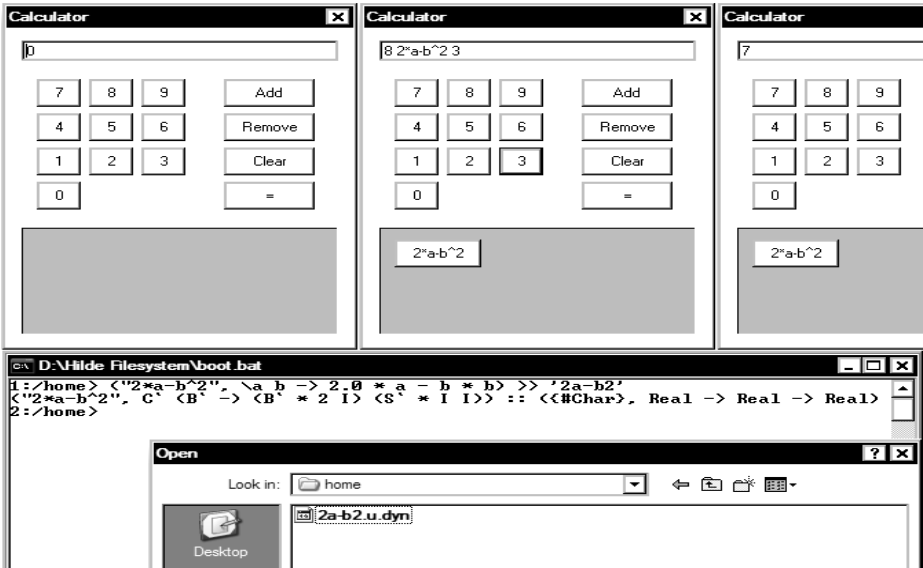 Calculator
0
7 8 9 Add
4 5 6 Remove
1 2 3 Clear
0 =
Calculator
8 2*a-b^2 3
7 8 9 Add
4 5 6 Remove
1 2 3 Clear
0 =
2*a-b^2
Calculator
7
7 8 9
4 5 6
1 2 3
0
2*a-b^2
D:\Hilde Filesystem\boot.bat
1:/home> ("2*a-b^2", \a b -> 2.0 * a - b * b) >> '2a-b2'
("2*a-b^2", C` (B` -) (B` * 2 I) (S` * I I)) :: ({#Char}, Real -> Real -> Real)
2:/home>
Open
Look in: home
2a-b2.u.dyn
Desktop